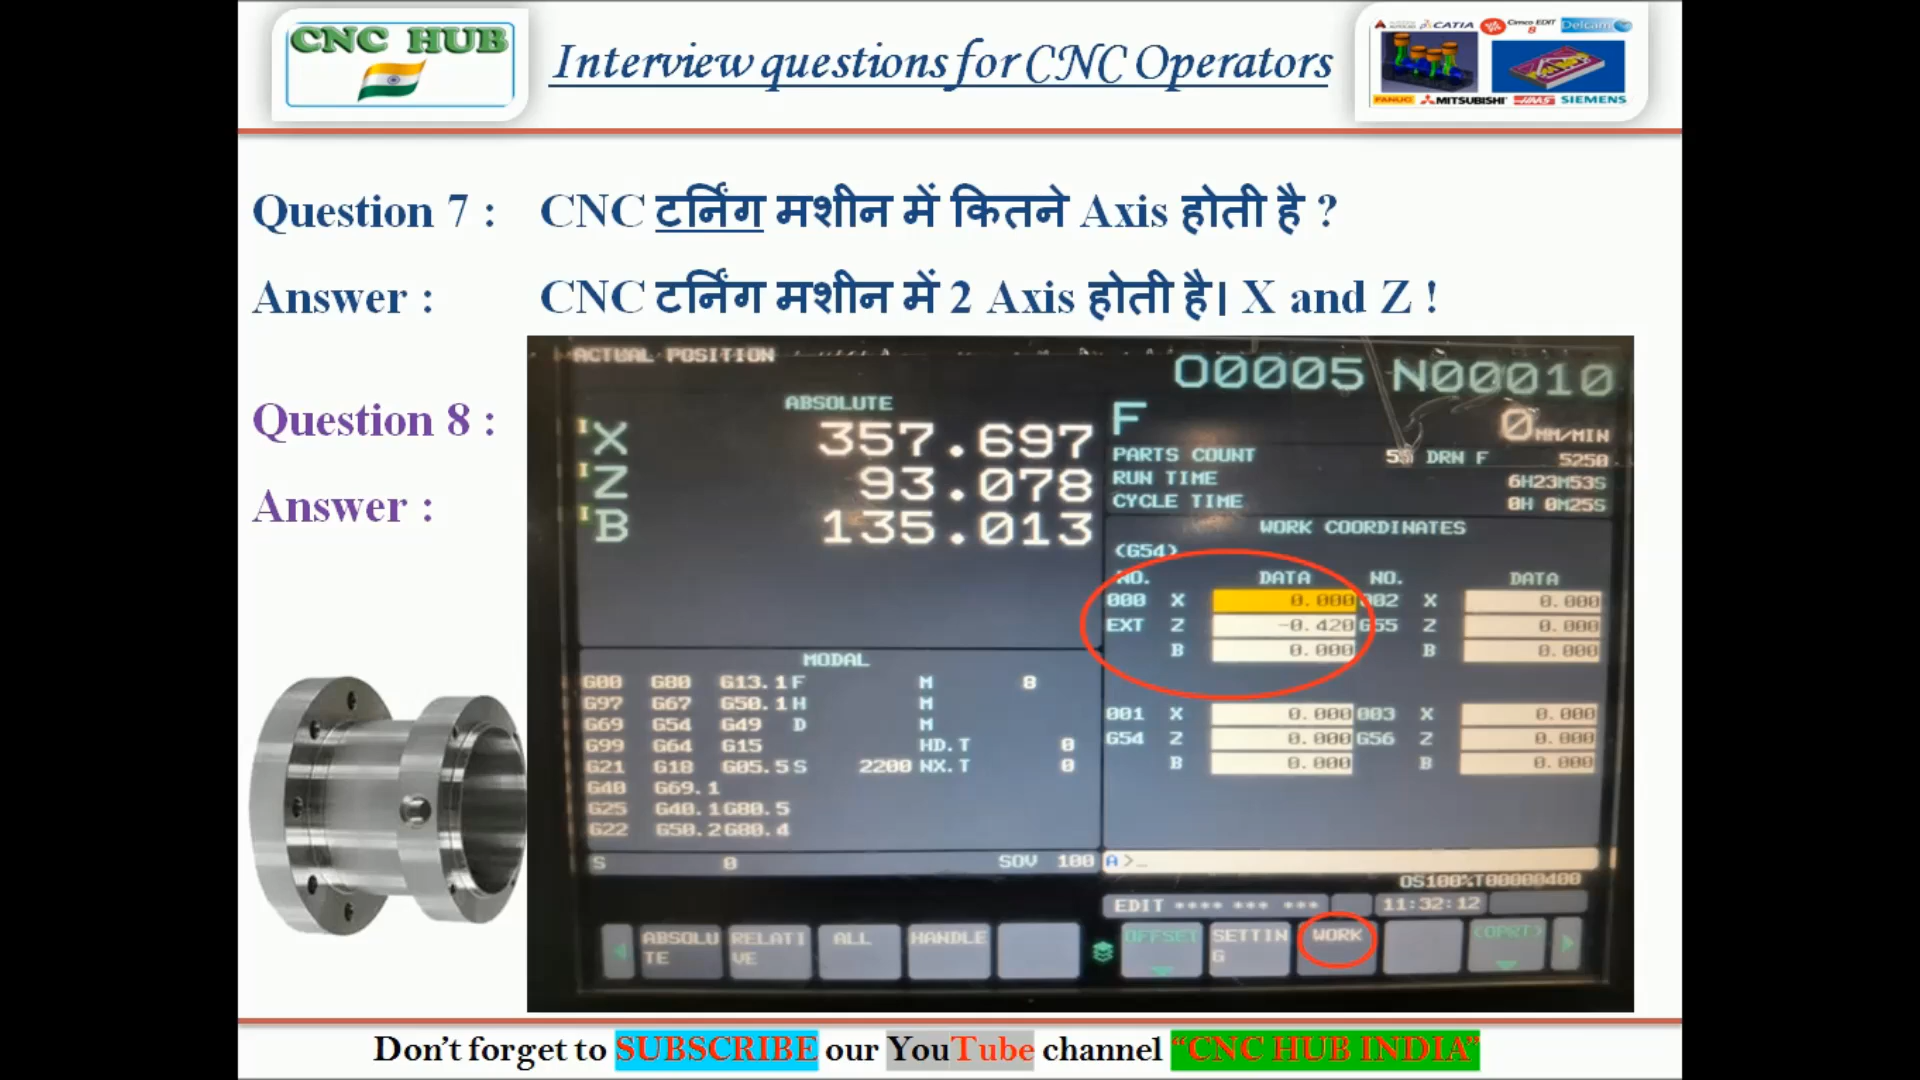 CNC HUB
Interview questions for CNC Operators
CATIA Cimco EDIT 8 Delcam
FANUC MITSUBISHI HAAS SIEMENS
Question 7 : CNC टर्निंग मशीन में कितने Axis होती है ?
Answer : CNC टर्निंग मशीन में 2 Axis होती है। X and Z !
Question 8 :
Answer :
ACTUAL POSITION
O0005 N00010
ABSOLUTE
I X 357.697
I Z 93.078
I B 135.013
F 0 MM/MIN
PARTS COUNT DRN F 5250
RUN TIME 6H23M53S
CYCLE TIME 0H 0M25S
WORK COORDINATES
(G54)
NO. DATA NO. DATA
000 X 0.000 002 X 0.000
EXT Z -0.420 G55 Z 0.000
B 0.000 B 0.000
001 X 0.000 003 X 0.000
G54 Z 0.000 G56 Z 0.000
B 0.000 B 0.000
MODAL
G00 G80 G13.1 F M 8
G97 G67 G50.1 H M
G69 G54 G49 D M
G99 G64 G15 HD.T 0
G21 G18 G05.5 S 2200 NX.T 0
G40 G69.1
G25 G40.1 G80.5
G22 G50.2 G80.4
S 0 SOV 100
A >_
OS100%T00000400
EDIT **** *** *** 11:32:12
ABSOLUTE RELATIVE ALL HANDLE OFFSET SETTING WORK (OPRT)
Don't forget to SUBSCRIBE our YouTube channel "CNC HUB INDIA"